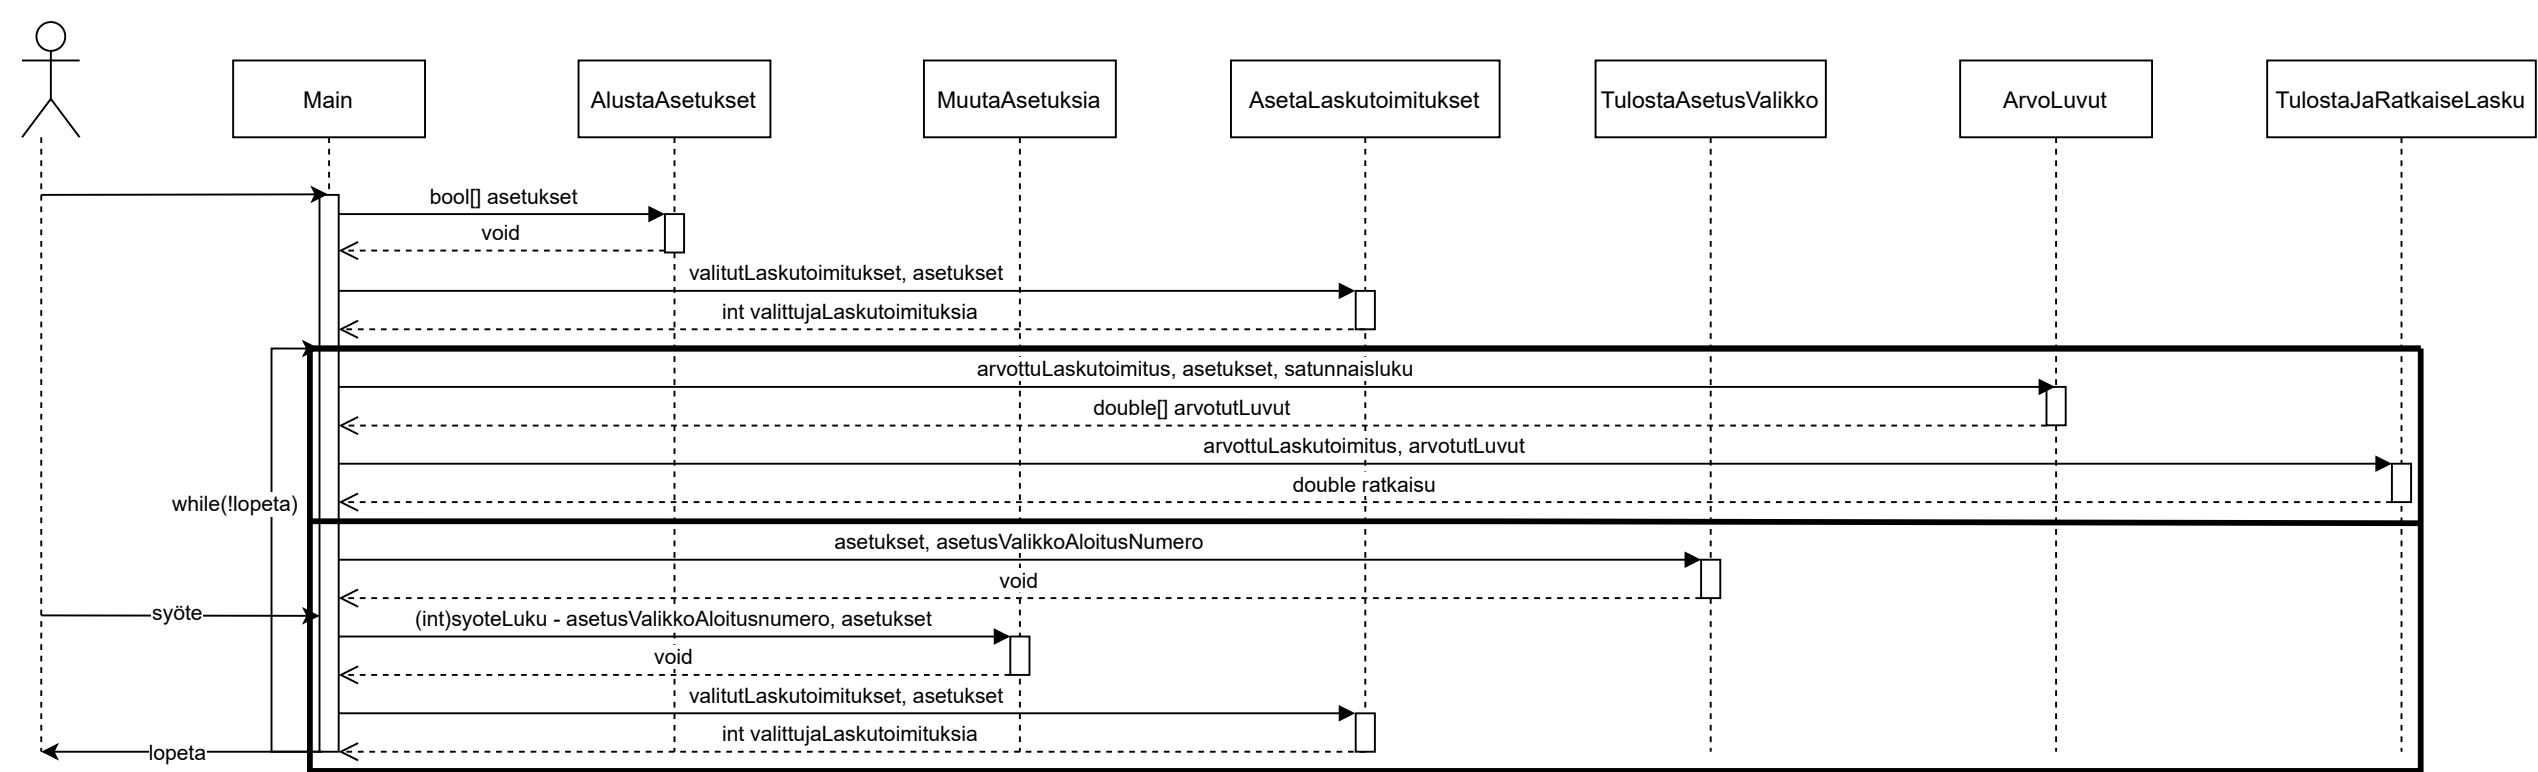 Main
AlustaAsetukset
MuutaAsetuksia
AsetaLaskutoimitukset
TulostaAsetusValikko
ArvoLuvut
TulostaJaRatkaiseLasku
bool[] asetukset
void
valitutLaskutoimitukset, asetukset
int valittujaLaskutoimituksia
arvottuLaskutoimitus, asetukset, satunnaisluku
double[] arvotutLuvut
arvottuLaskutoimitus, arvotutLuvut
double ratkaisu
while(!lopeta)
asetukset, asetusValikkoAloitusNumero
void
syöte
(int)syoteLuku - asetusValikkoAloitusnumero, asetukset
void
valitutLaskutoimitukset, asetukset
int valittujaLaskutoimituksia
lopeta